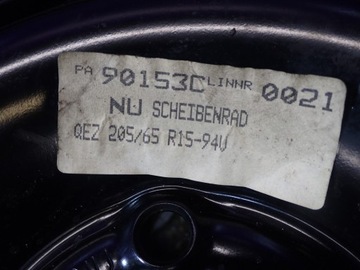 PA 90153C LINNR 0021
NU SCHEIBENRAD
QEZ 205/65 R15-94V